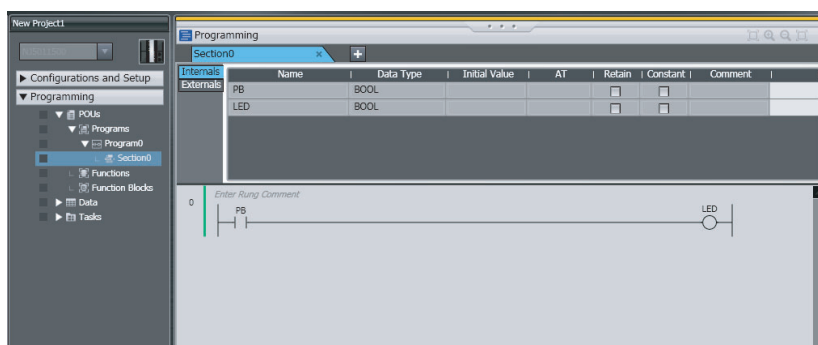 New Project1
Programming
Section0
Configurations and Setup
Programming
POUs
Programs
Program0
Section0
Functions
Function Blocks
Data
Tasks
Internals
Externals
Name Data Type Initial Value AT Retain Constant Comment
PB BOOL
LED BOOL
0 Enter Rung Comment
PB LED